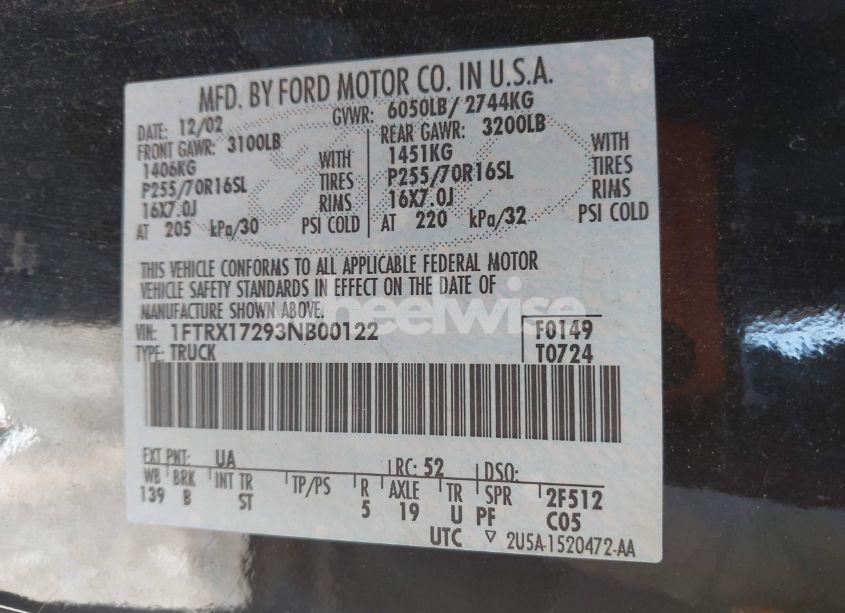 MFD. BY FORD MOTOR CO. IN U.S.A.
DATE: 12/02 GVWR: 6050LB/ 2744KG
FRONT GAWR: 3100LB REAR GAWR: 3200LB
1406KG WITH 1451KG WITH
P255/70R16SL TIRES P255/70R16SL TIRES
16X7.0J RIMS 16X7.0J RIMS
AT 205 kPa/30 PSI COLD AT 220 kPa/32 PSI COLD
THIS VEHICLE CONFORMS TO ALL APPLICABLE FEDERAL MOTOR
VEHICLE SAFETY STANDARDS IN EFFECT ON THE DATE OF
MANUFACTURE SHOWN ABOVE.
VIN: 1FTRX17293NB00122 F0149
TYPE: TRUCK T0724
EXT PNT: UA RC: 52 DSO:
WB BRK INT TR TP/PS R AXLE TR SPR 2F512
139 B ST 5 19 U PF C05
UTC ▽ 2U5A-1520472-AA